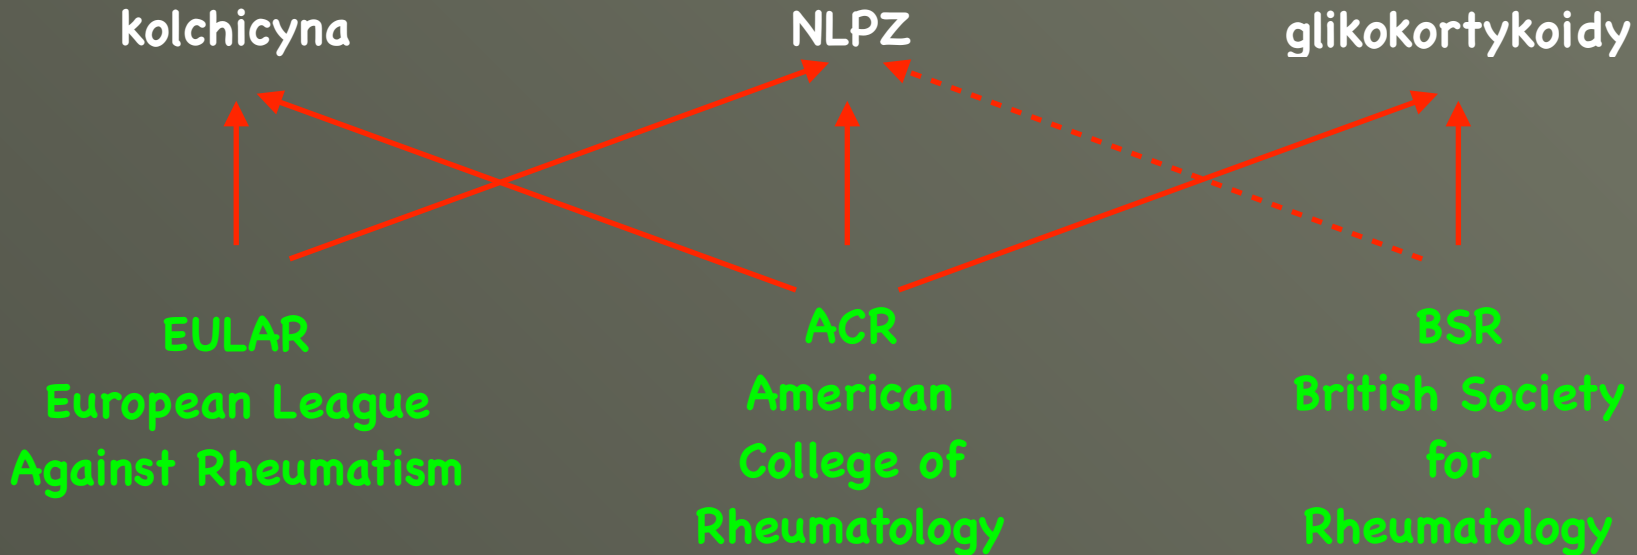 kolchicyna
NLPZ
glikokortykoidy
EULAR
European League
Against Rheumatism
ACR
American
College of
Rheumatology
BSR
British Society
for
Rheumatology